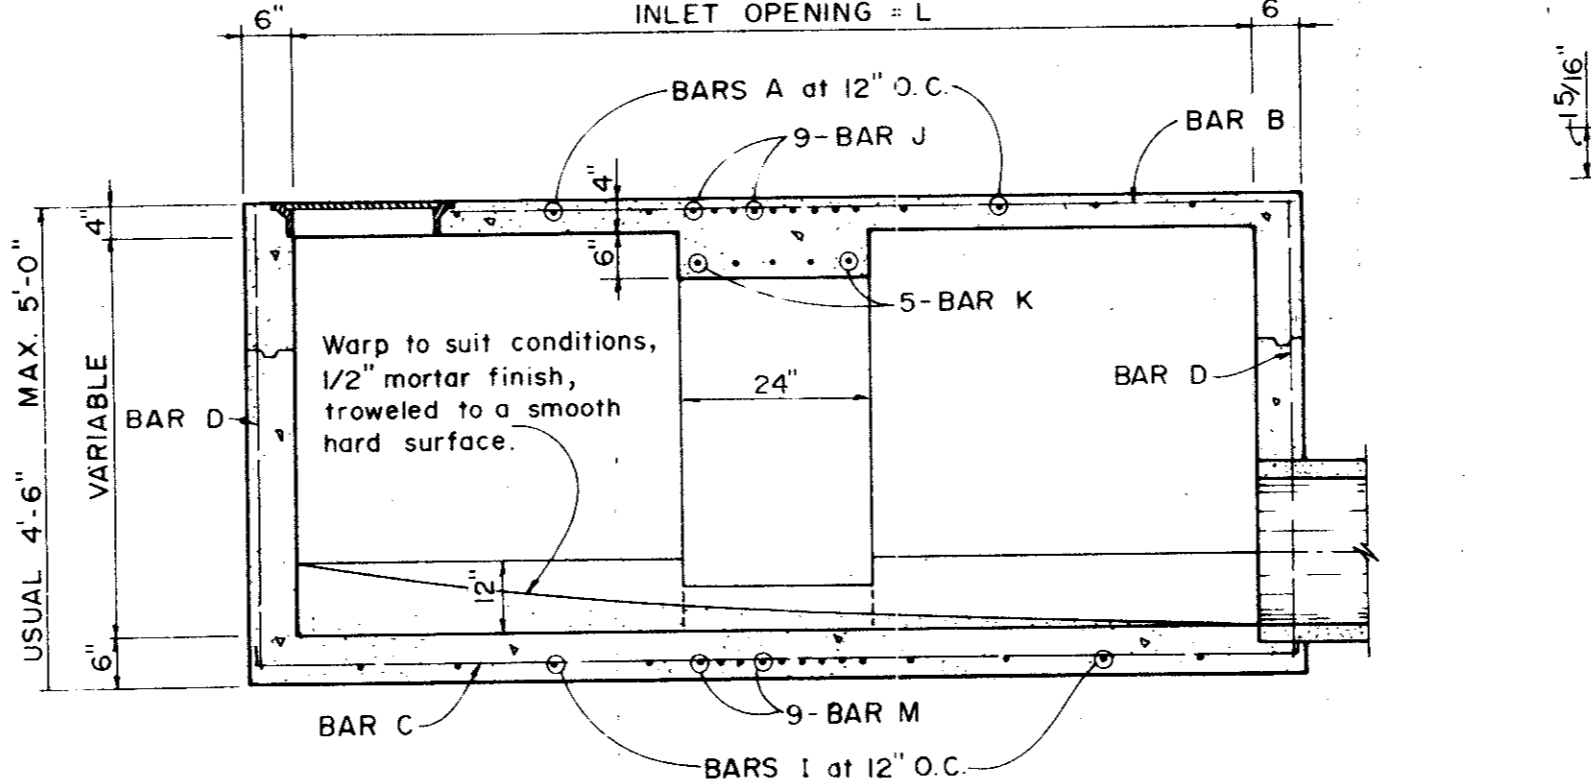 6"
INLET OPENING = L
6
1 5/16"
BARS A at 12" O.C.
9-BAR J
BAR B
4"
4"
6"
5-BAR K
USUAL 4'-6" MAX. 5'-0"
VARIABLE
Warp to suit conditions,
1/2" mortar finish,
troweled to a smooth
hard surface.
24"
BAR D
BAR D
12"
6"
BAR C
9-BAR M
BARS I at 12" O.C.